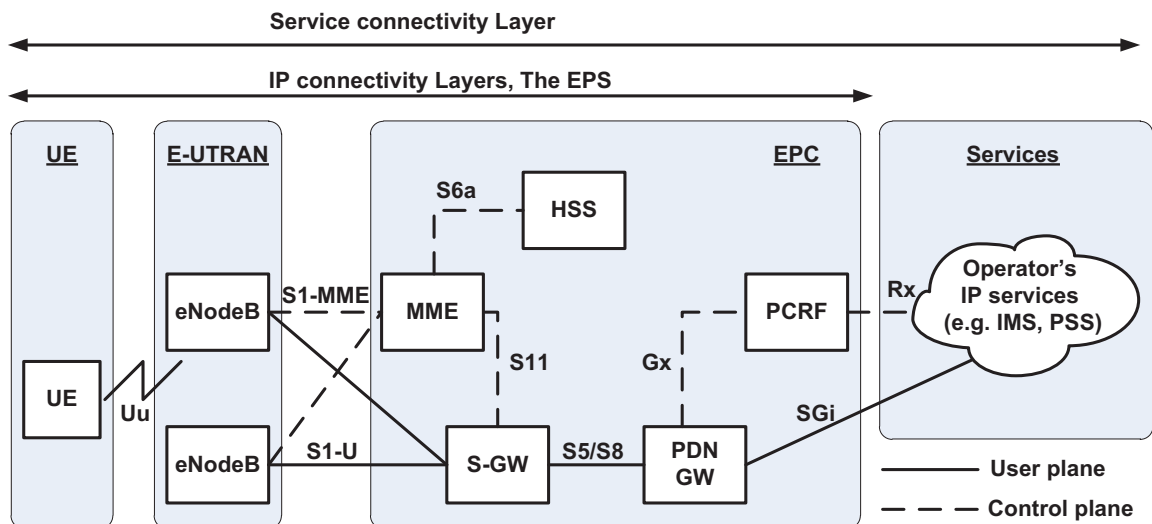 Service connectivity Layer
IP connectivity Layers, The EPS
UE
E-UTRAN
EPC
Services
S6a
HSS
eNodeB
S1-MME
MME
PCRF
Rx
Operator's
IP services
(e.g. IMS, PSS)
UE
Uu
S11
Gx
SGi
eNodeB
S1-U
S-GW
S5/S8
PDN
GW
User plane
Control plane